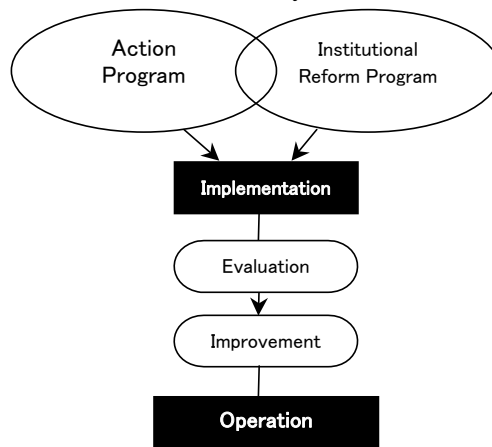 Action
Program
Institutional
Reform Program
Implementation
Evaluation
Improvement
Operation